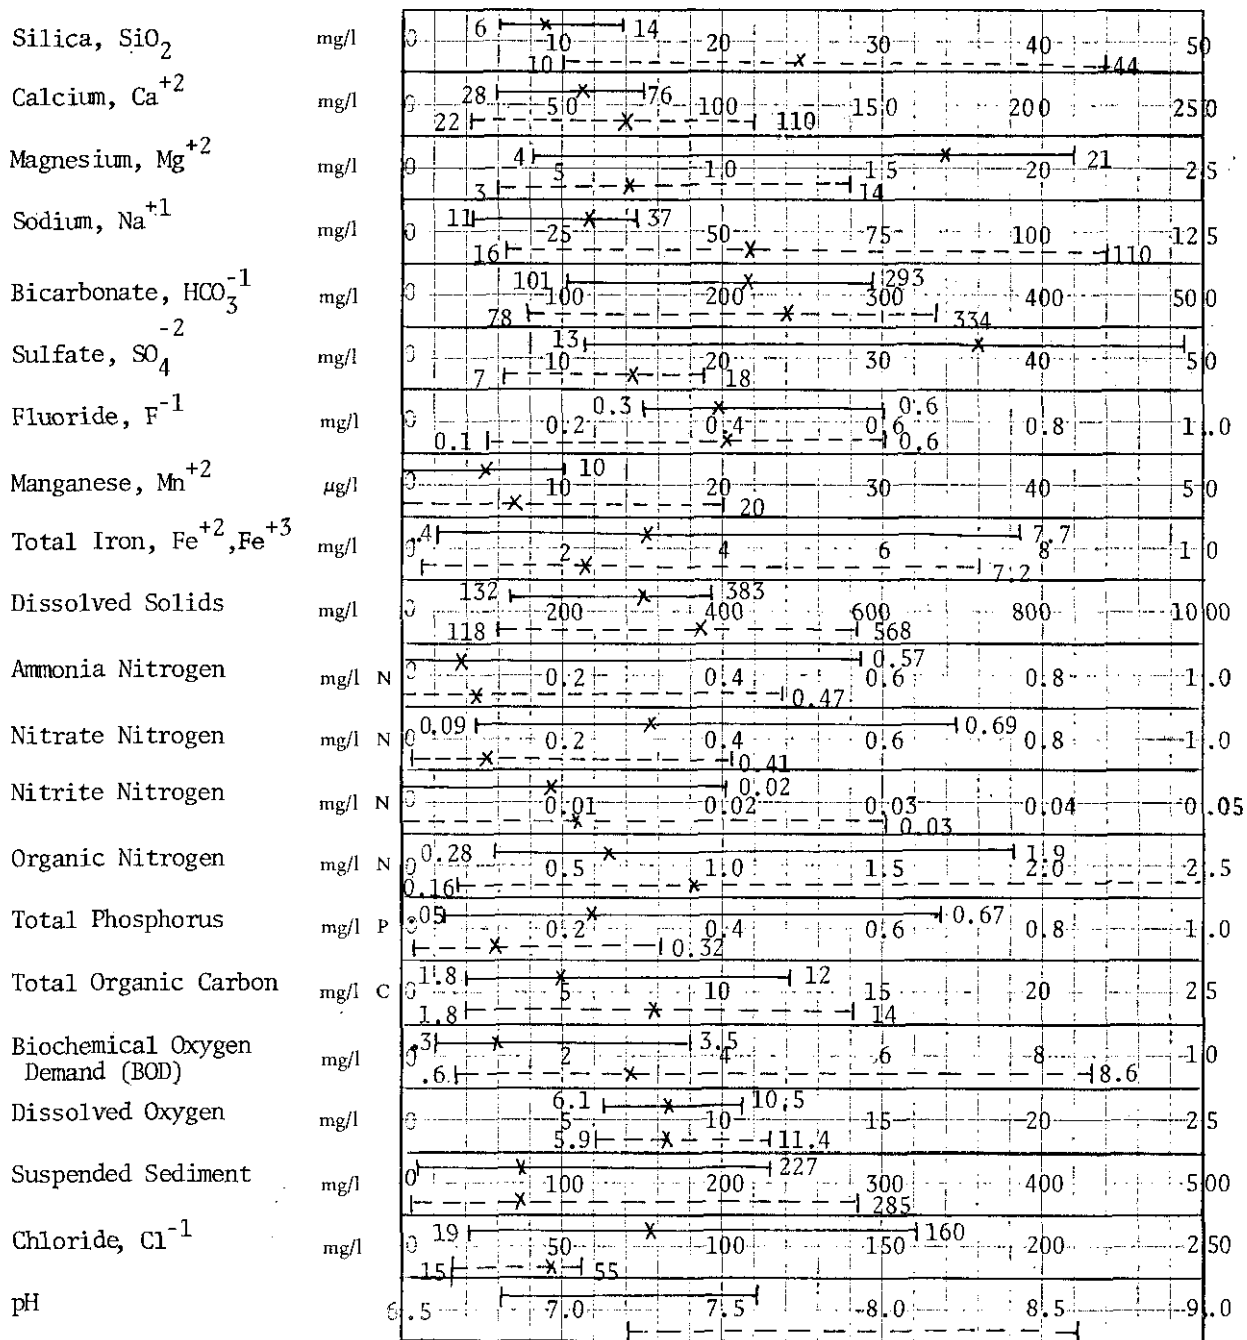 Silica, SiO2 mg/l 6 14
0 10 20 30 40 50
10 44
Calcium, Ca+2 mg/l 28 76
0 50 100 150 200 250
22 110
Magnesium, Mg+2 mg/l 4 21
0 5 10 15 20 25
3 14
Sodium, Na+1 mg/l 11 37
0 25 50 75 100 125
16 110
Bicarbonate, HCO3-1 mg/l 101 293
0 100 200 300 400 500
78 334
Sulfate, SO4-2 mg/l 13
0 10 20 30 40 50
7 18
Fluoride, F-1 mg/l 0.3 0.6
0 0.2 0.4 0.6 0.8 1.0
0.1 0.6
Manganese, Mn+2 µg/l 10
0 10 20 30 40 50
20
Total Iron, Fe+2,Fe+3 mg/l .4 7.7
0 2 4 6 8 10
7.2
Dissolved Solids mg/l 132 383
0 200 400 600 800 1000
118 568
Ammonia Nitrogen mg/l N 0.57
0 0.2 0.4 0.6 0.8 1.0
0.47
Nitrate Nitrogen mg/l N 0.09 0.69
0 0.2 0.4 0.6 0.8 1.0
0.41
Nitrite Nitrogen mg/l N 0.02
0 0.01 0.02 0.03 0.04 0.05
0.03
Organic Nitrogen mg/l N 0.28 1.9
0 0.5 1.0 1.5 2.0 2.5
0.16
Total Phosphorus mg/l P .05 0.67
0 0.2 0.4 0.6 0.8 1.0
0.32
Total Organic Carbon mg/l C 1.8 12
0 5 10 15 20 25
1.8 14
Biochemical Oxygen .3 3.5
Demand (BOD) mg/l 0 2 4 6 8 10
.6 8.6
Dissolved Oxygen mg/l 6.1 10.5
0 5 10 15 20 25
5.9 11.4
Suspended Sediment mg/l 227
0 100 200 300 400 500
285
Chloride, Cl-1 mg/l 19 160
0 50 100 150 200 250
15 55
pH 6.5 7.0 7.5 8.0 8.5 9.0